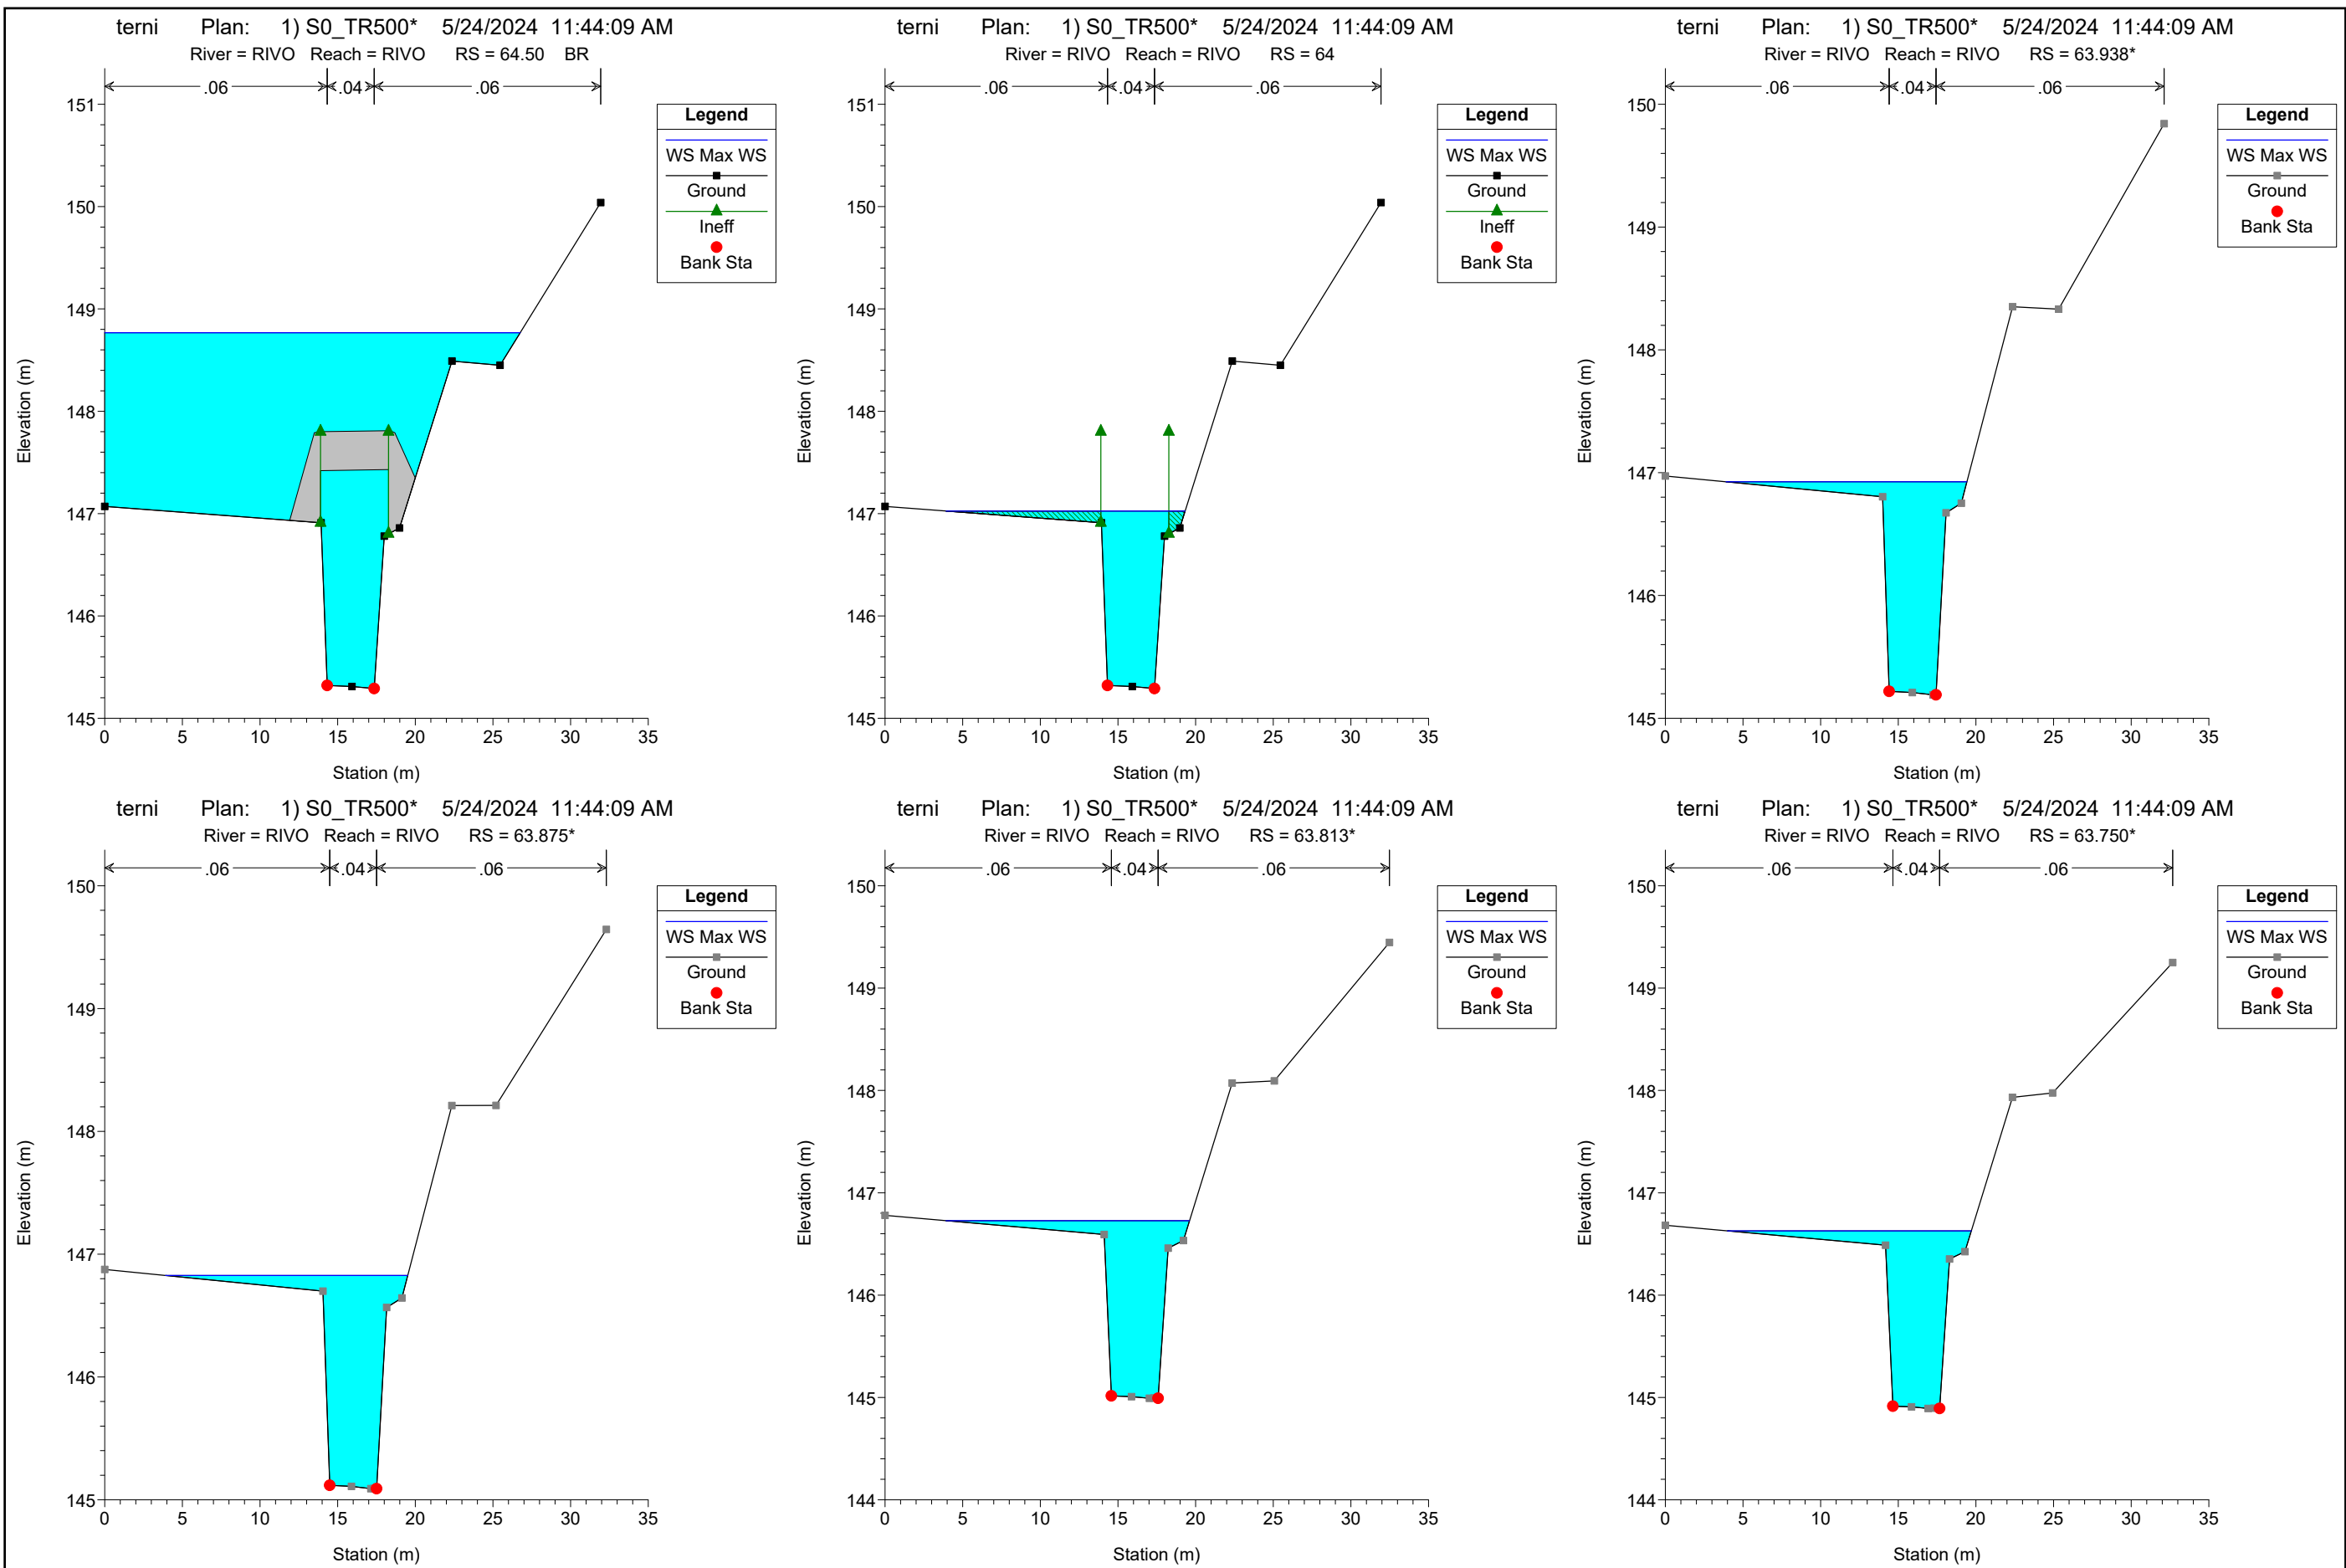 terni Plan: 1) S0_TR500* 5/24/2024 11:44:09 AM
River = RIVO Reach = RIVO RS = 64.50 BR
.06 .04 .06
Legend
WS Max WS
Ground
Ineff
Bank Sta
151
150
149
148
147
146
145
0 5 10 15 20 25 30 35
Elevation (m)
Station (m)
terni Plan: 1) S0_TR500* 5/24/2024 11:44:09 AM
River = RIVO Reach = RIVO RS = 64
.06 .04 .06
Legend
WS Max WS
Ground
Ineff
Bank Sta
151
150
149
148
147
146
145
0 5 10 15 20 25 30 35
Elevation (m)
Station (m)
terni Plan: 1) S0_TR500* 5/24/2024 11:44:09 AM
River = RIVO Reach = RIVO RS = 63.938*
.06 .04 .06
Legend
WS Max WS
Ground
Bank Sta
150
149
148
147
146
145
0 5 10 15 20 25 30 35
Elevation (m)
Station (m)
terni Plan: 1) S0_TR500* 5/24/2024 11:44:09 AM
River = RIVO Reach = RIVO RS = 63.875*
.06 .04 .06
Legend
WS Max WS
Ground
Bank Sta
150
149
148
147
146
145
0 5 10 15 20 25 30 35
Elevation (m)
Station (m)
terni Plan: 1) S0_TR500* 5/24/2024 11:44:09 AM
River = RIVO Reach = RIVO RS = 63.813*
.06 .04 .06
Legend
WS Max WS
Ground
Bank Sta
150
149
148
147
146
145
144
0 5 10 15 20 25 30 35
Elevation (m)
Station (m)
terni Plan: 1) S0_TR500* 5/24/2024 11:44:09 AM
River = RIVO Reach = RIVO RS = 63.750*
.06 .04 .06
Legend
WS Max WS
Ground
Bank Sta
150
149
148
147
146
145
144
0 5 10 15 20 25 30 35
Elevation (m)
Station (m)